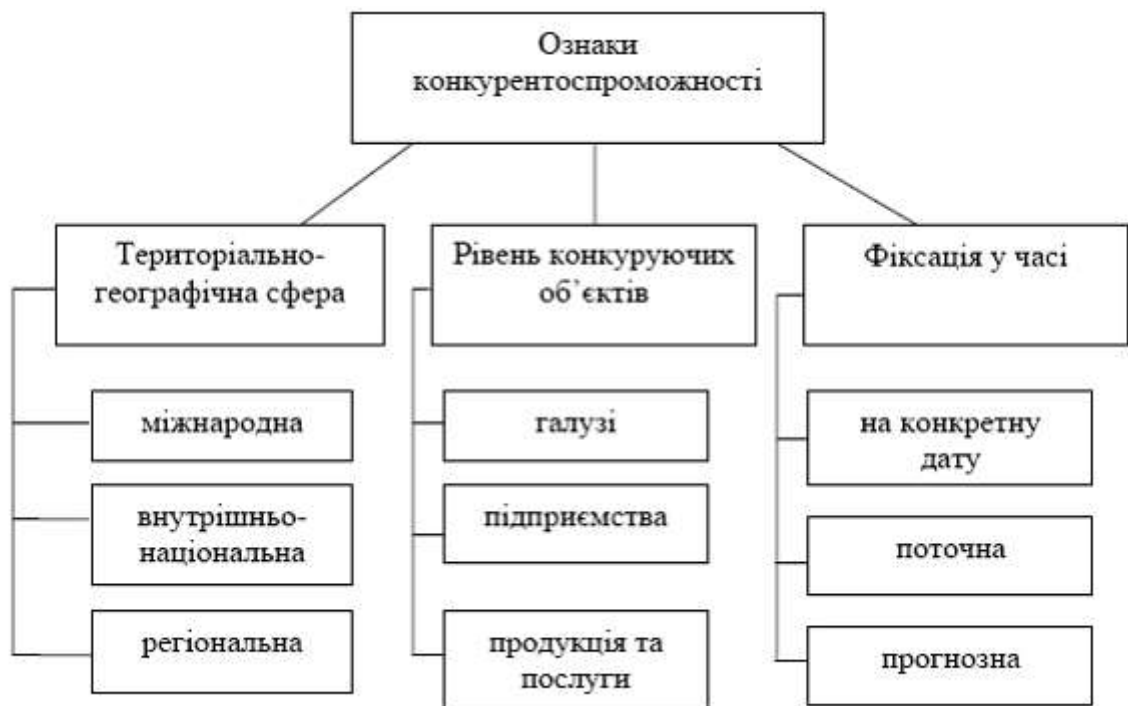 Ознаки
конкурентоспроможності
Територіально-
географічна сфера
міжнародна
внутрішньо-
національна
регіональна
Рівень конкуруючих
об’єктів
галузі
підприємства
продукція та
послуги
Фіксація у часі
на конкретну
дату
поточна
прогнозна